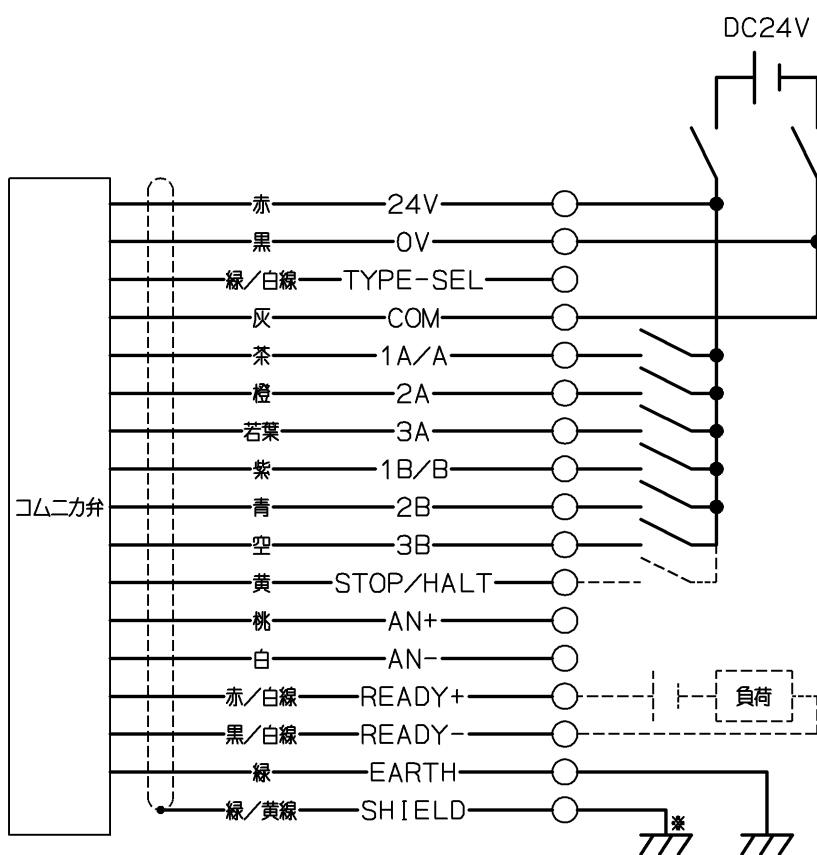 DC24V
赤 24V
黒 0V
緑／白線 TYPE-SEL
灰 COM
茶 1A/A
橙 2A
若葉 3A
紫 1B/B
コムニカ弁 青 2B
空 3B
黄 STOP/HALT
桃 AN+
白 AN-
赤／白線 READY+ 負荷
黒／白線 READY-
緑 EARTH
緑／黄線 SHIELD ※